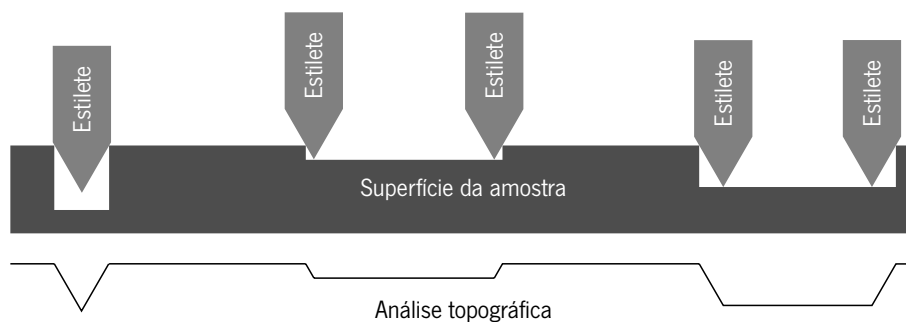 Estilete
Estilete
Estilete
Estilete
Estilete
Superfície da amostra
Análise topográfica